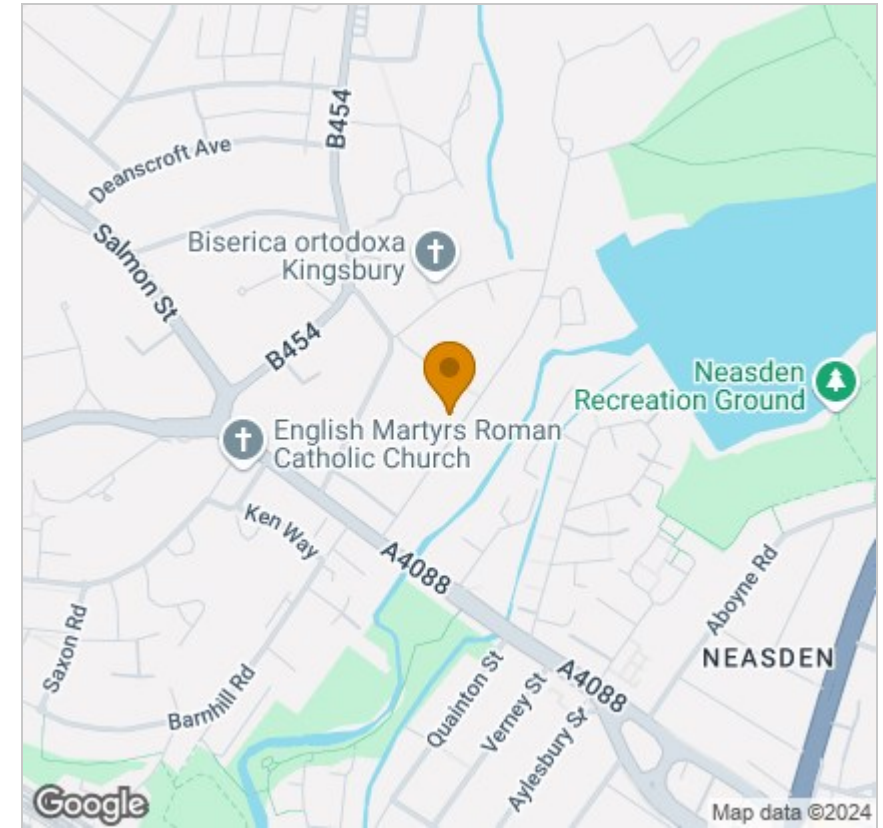 B454
Deanscroft Ave
Salmon St
Biserica ortodoxa
Kingsbury
B454
Neasden
Recreation Ground
English Martyrs Roman
Catholic Church
Ken Way
A4088
Aboyne Rd
Saxon Rd
NEASDEN
Barnhill Rd
Quainton St
A4088
Verney St
Aylesbury St
Google
Map data ©2024